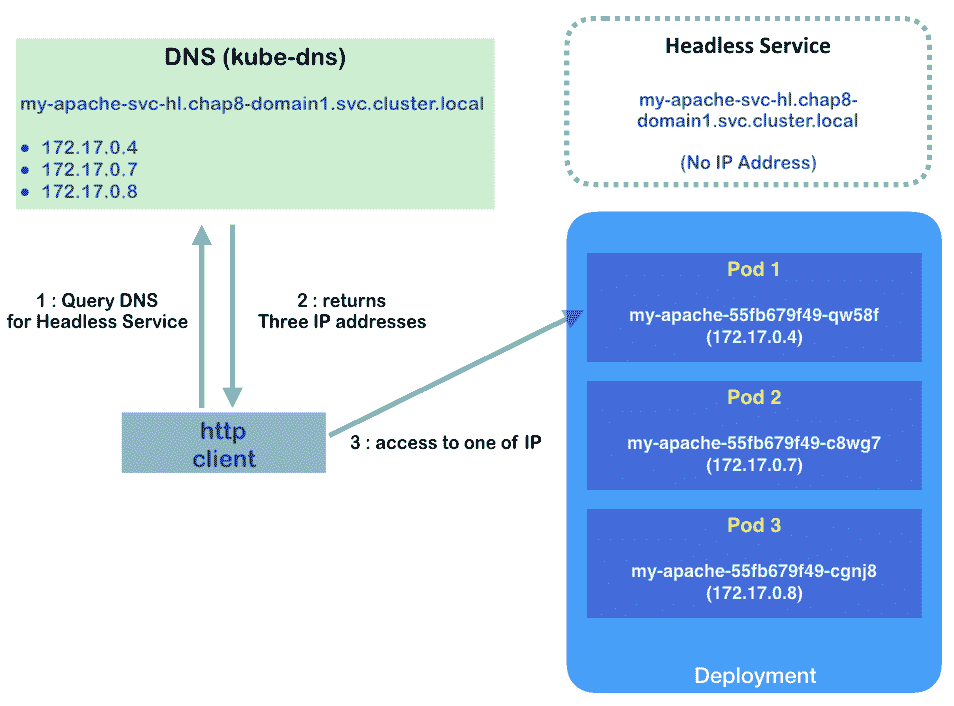 DNS (kube-dns)
my-apache-svc-hl.chap8-domain1.svc.cluster.local
• 172.17.0.4
• 172.17.0.7
• 172.17.0.8
Headless Service
my-apache-svc-hl.chap8-
domain1.svc.cluster.local
(No IP Address)
1 : Query DNS
for Headless Service
2 : returns
Three IP addresses
http
client
3 : access to one of IP
Pod 1
my-apache-55fb679f49-qw58f
(172.17.0.4)
Pod 2
my-apache-55fb679f49-c8wg7
(172.17.0.7)
Pod 3
my-apache-55fb679f49-cgnj8
(172.17.0.8)
Deployment